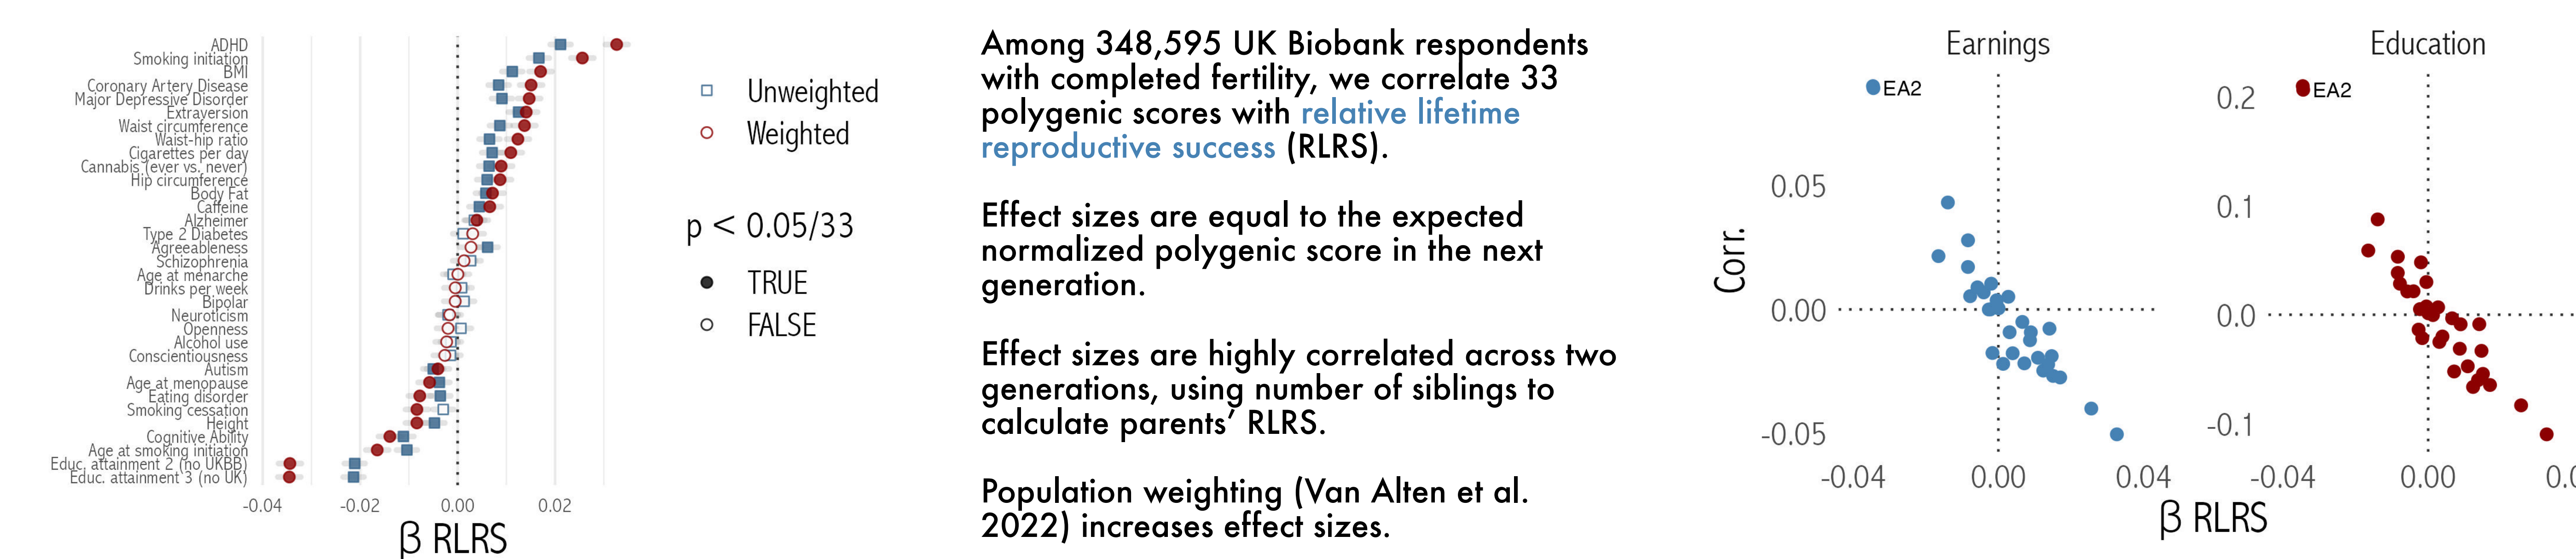 ADHD
Smoking initiation
BMI
Coronary Artery Disease
Major Depressive Disorder
Extraversion
Waist circumference
Waist-hip ratio
Cigarettes per day
Cannabis (ever vs. never)
Hip circumference
Body Fat
Caffeine
Alzheimer
Type 2 Diabetes
Agreeableness
Schizophrenia
Age at menarche
Drinks per week
Bipolar
Neuroticism
Openness
Alcohol use
Conscientiousness
Autism
Age at menopause
Eating disorder
Smoking cessation
Height
Cognitive Ability
Age at smoking initiation
Educ. attainment 2 (no UKBB)
Educ. attainment 3 (no UK)
-0.04 -0.02 0.00 0.02
β RLRS
Unweighted
Weighted
p < 0.05/33
TRUE
FALSE
Among 348,595 UK Biobank respondents
with completed fertility, we correlate 33
polygenic scores with relative lifetime
reproductive success (RLRS).
Effect sizes are equal to the expected
normalized polygenic score in the next
generation.
Effect sizes are highly correlated across two
generations, using number of siblings to
calculate parents’ RLRS.
Population weighting (Van Alten et al.
2022) increases effect sizes.
Earnings
EA2
Corr.
0.05
0.00
-0.05
-0.04 0.00 0.04
Education
EA2
0.2
0.1
0.0
-0.1
-0.04 0.00
β RLRS